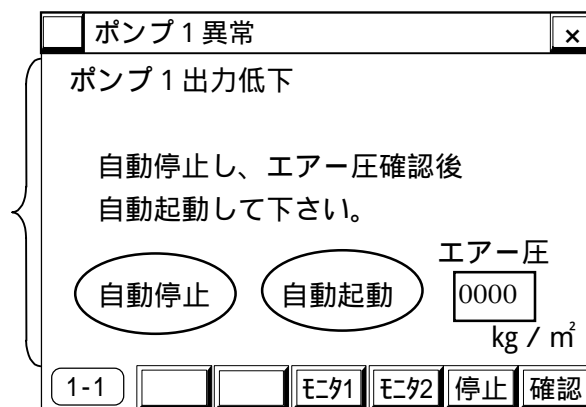 ポンプ1異常 ×
ポンプ1出力低下
自動停止し、エアー圧確認後
自動起動して下さい。
エアー圧
自動停止 自動起動 0000
kg / ㎡
1-1 ﾓﾆﾀ1 ﾓﾆﾀ2 停止 確認